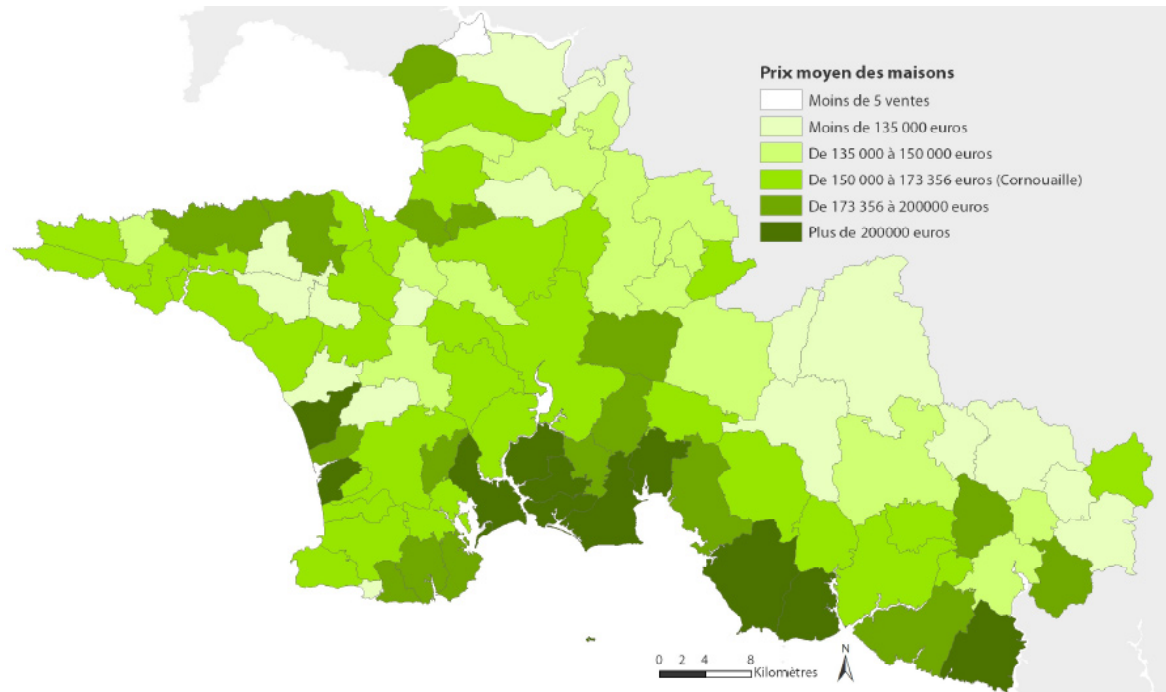 Prix moyen des maisons
Moins de 5 ventes
Moins de 135 000 euros
De 135 000 à 150 000 euros
De 150 000 à 173 356 euros (Cornouaille)
De 173 356 à 200000 euros
Plus de 200000 euros
0 2 4 8
Kilomètres
N